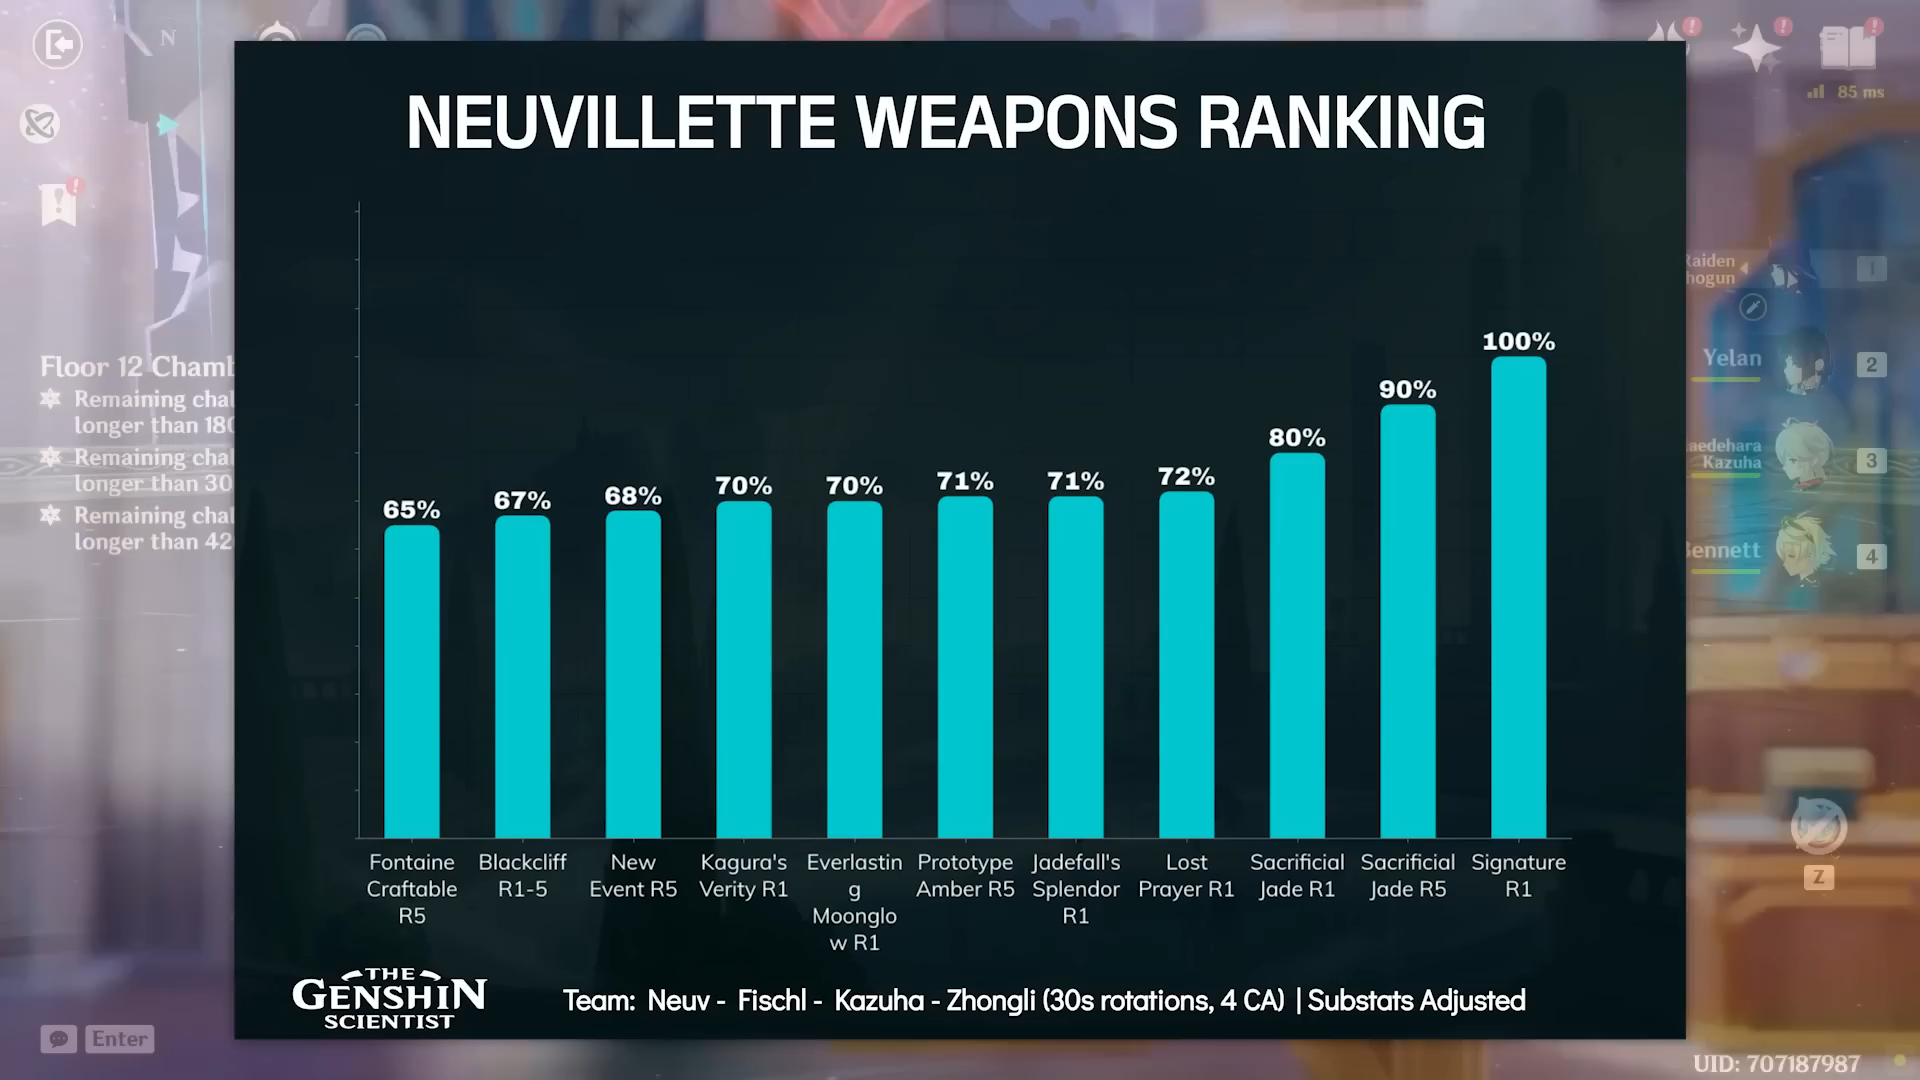 N
85 ms
NEUVILLETTE WEAPONS RANKING
Raiden
Shogun
1
Yelan
2
Kaedehara
Kazuha
3
Bennett
4
Floor 12 Chamb
Remaining chal
longer than 180
Remaining chal
longer than 30
Remaining chal
longer than 42
65%
67%
68%
70%
70%
71%
71%
72%
80%
90%
100%
Fontaine
Craftable
R5
Blackcliff
R1-5
New
Event R5
Kagura's
Verity R1
Everlastin
g
Moonglo
w R1
Prototype
Amber R5
Jadefall's
Splendor
R1
Lost
Prayer R1
Sacrificial
Jade R1
Sacrificial
Jade R5
Signature
R1
Z
THE
GENSHIN
SCIENTIST
Team: Neuv - Fischl - Kazuha - Zhongli (30s rotations, 4 CA) | Substats Adjusted
Enter
UID: 707187987